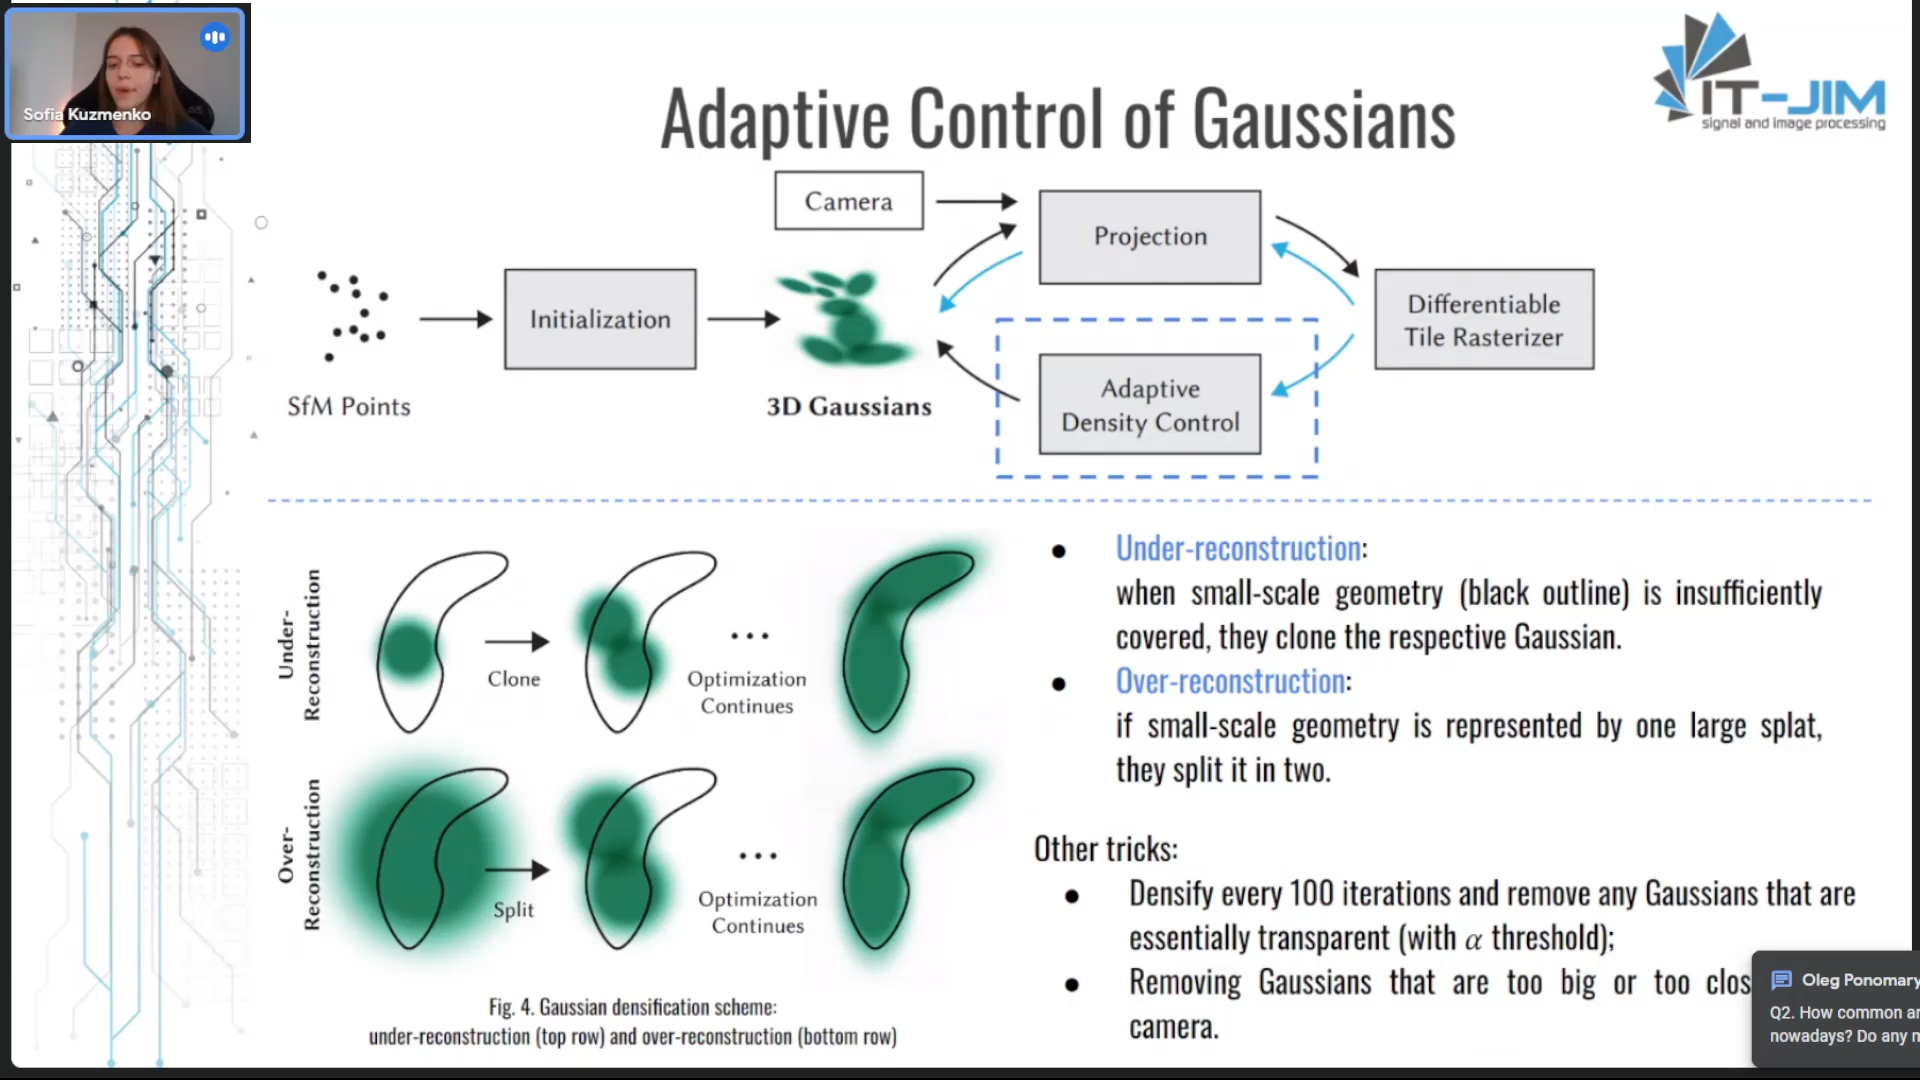 Sofia Kuzmenko
IT-JIM
signal and image processing
Adaptive Control of Gaussians
Camera
Projection
Initialization
Differentiable
Tile Rasterizer
SfM Points
3D Gaussians
Adaptive
Density Control
Under-
Reconstruction
Clone
Optimization
Continues
Over-
Reconstruction
Split
Optimization
Continues
Fig. 4. Gaussian densification scheme:
under-reconstruction (top row) and over-reconstruction (bottom row)
● Under-reconstruction:
when small-scale geometry (black outline) is insufficiently
covered, they clone the respective Gaussian.
● Over-reconstruction:
if small-scale geometry is represented by one large splat,
they split it in two.
Other tricks:
● Densify every 100 iterations and remove any Gaussians that are
essentially transparent (with α threshold);
● Removing Gaussians that are too big or too clos
camera.
Oleg Ponomary
Q2. How common ar
nowadays? Do any m